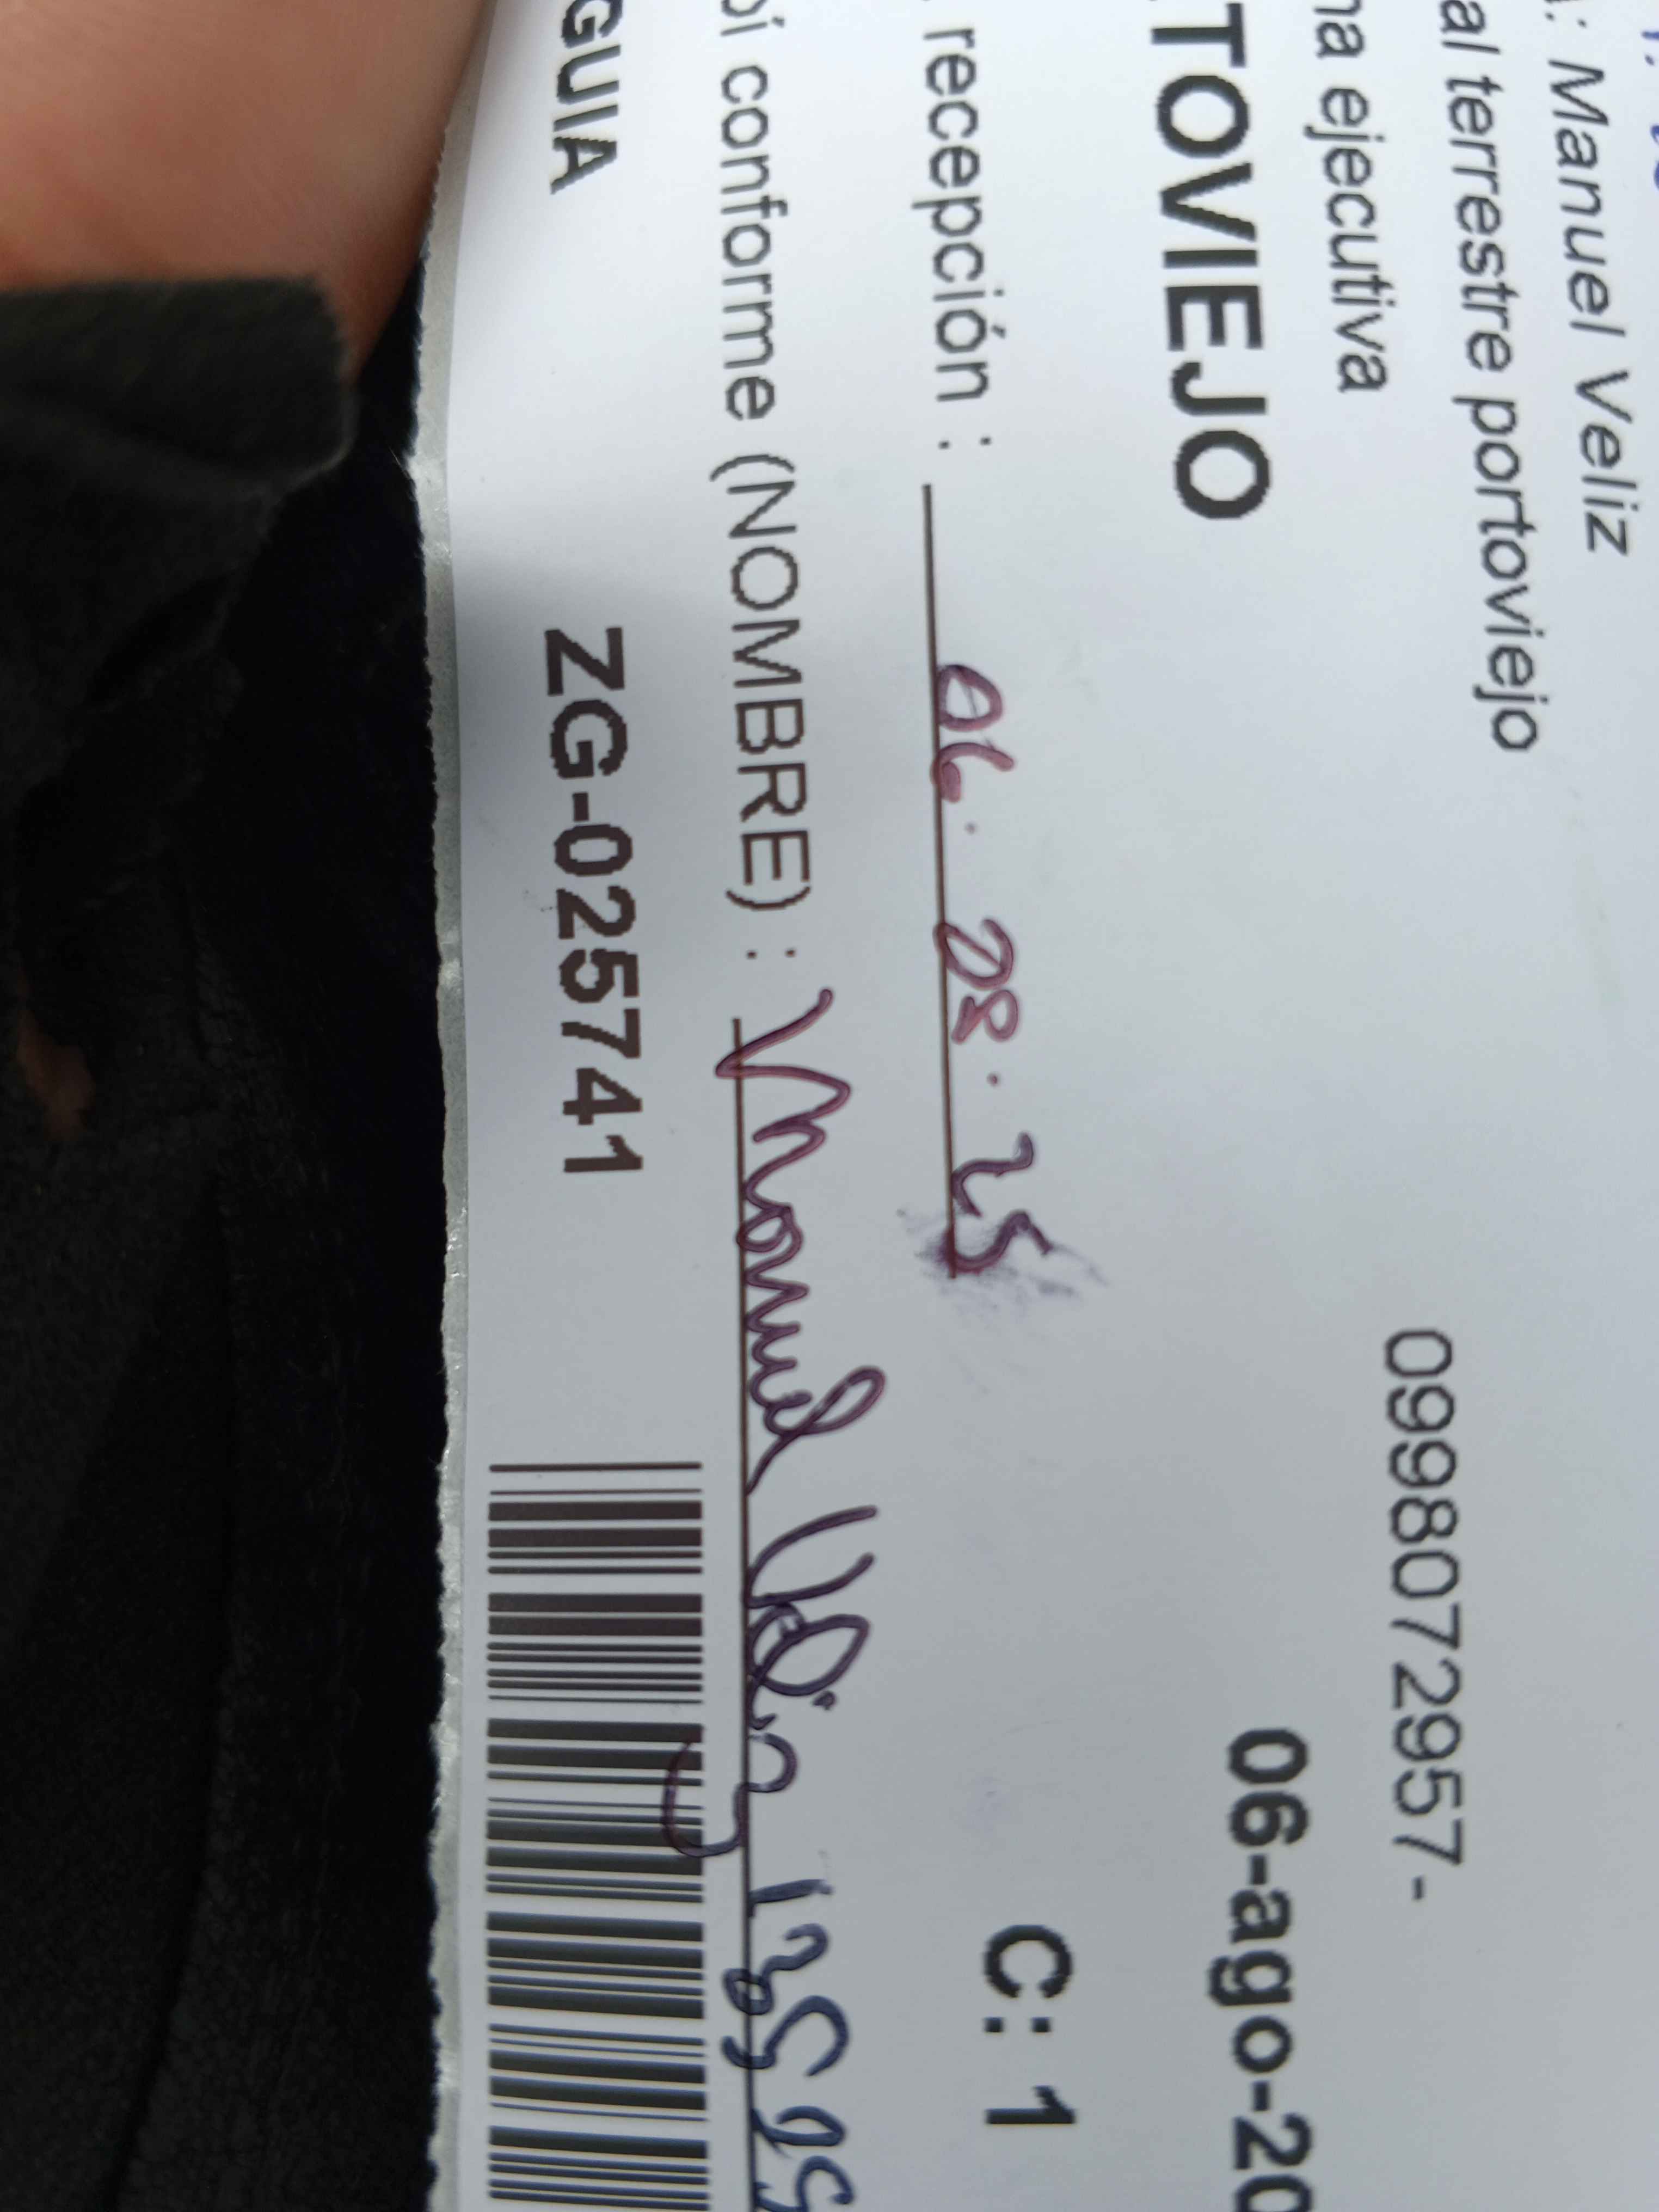 : Manuel Veliz
al terrestre portoviejo
0998072957-
na ejecutiva
TOVIEJO 06-ago-20
recepción : 06. 08. 25 C: 1
bí conforme (NOMBRE) : Manuel Veliz
GUIA ZG-025741